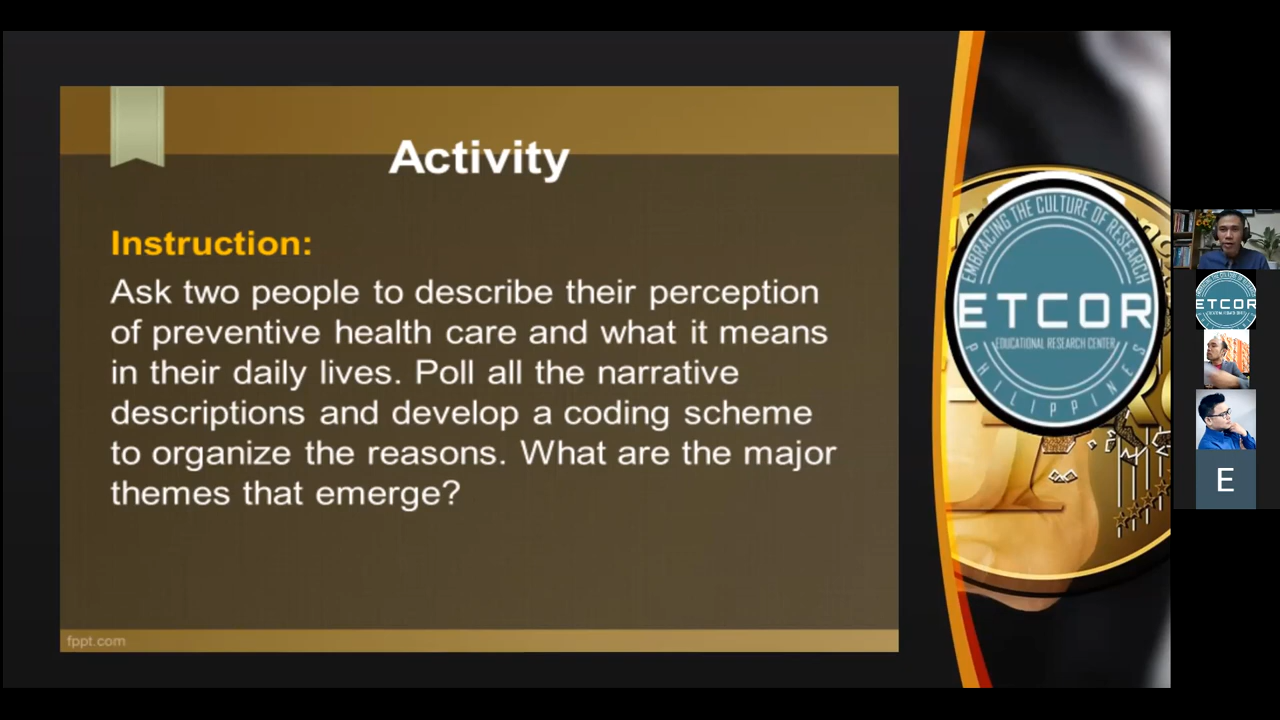 Activity
Instruction:
Ask two people to describe their perception
of preventive health care and what it means
in their daily lives. Poll all the narrative
descriptions and develop a coding scheme
to organize the reasons. What are the major
themes that emerge?
fppt.com
EMBRACING THE CULTURE OF RESEARCH
ETCOR
EDUCATIONAL RESEARCH CENTER
PHILIPPINES
ETCOR
E